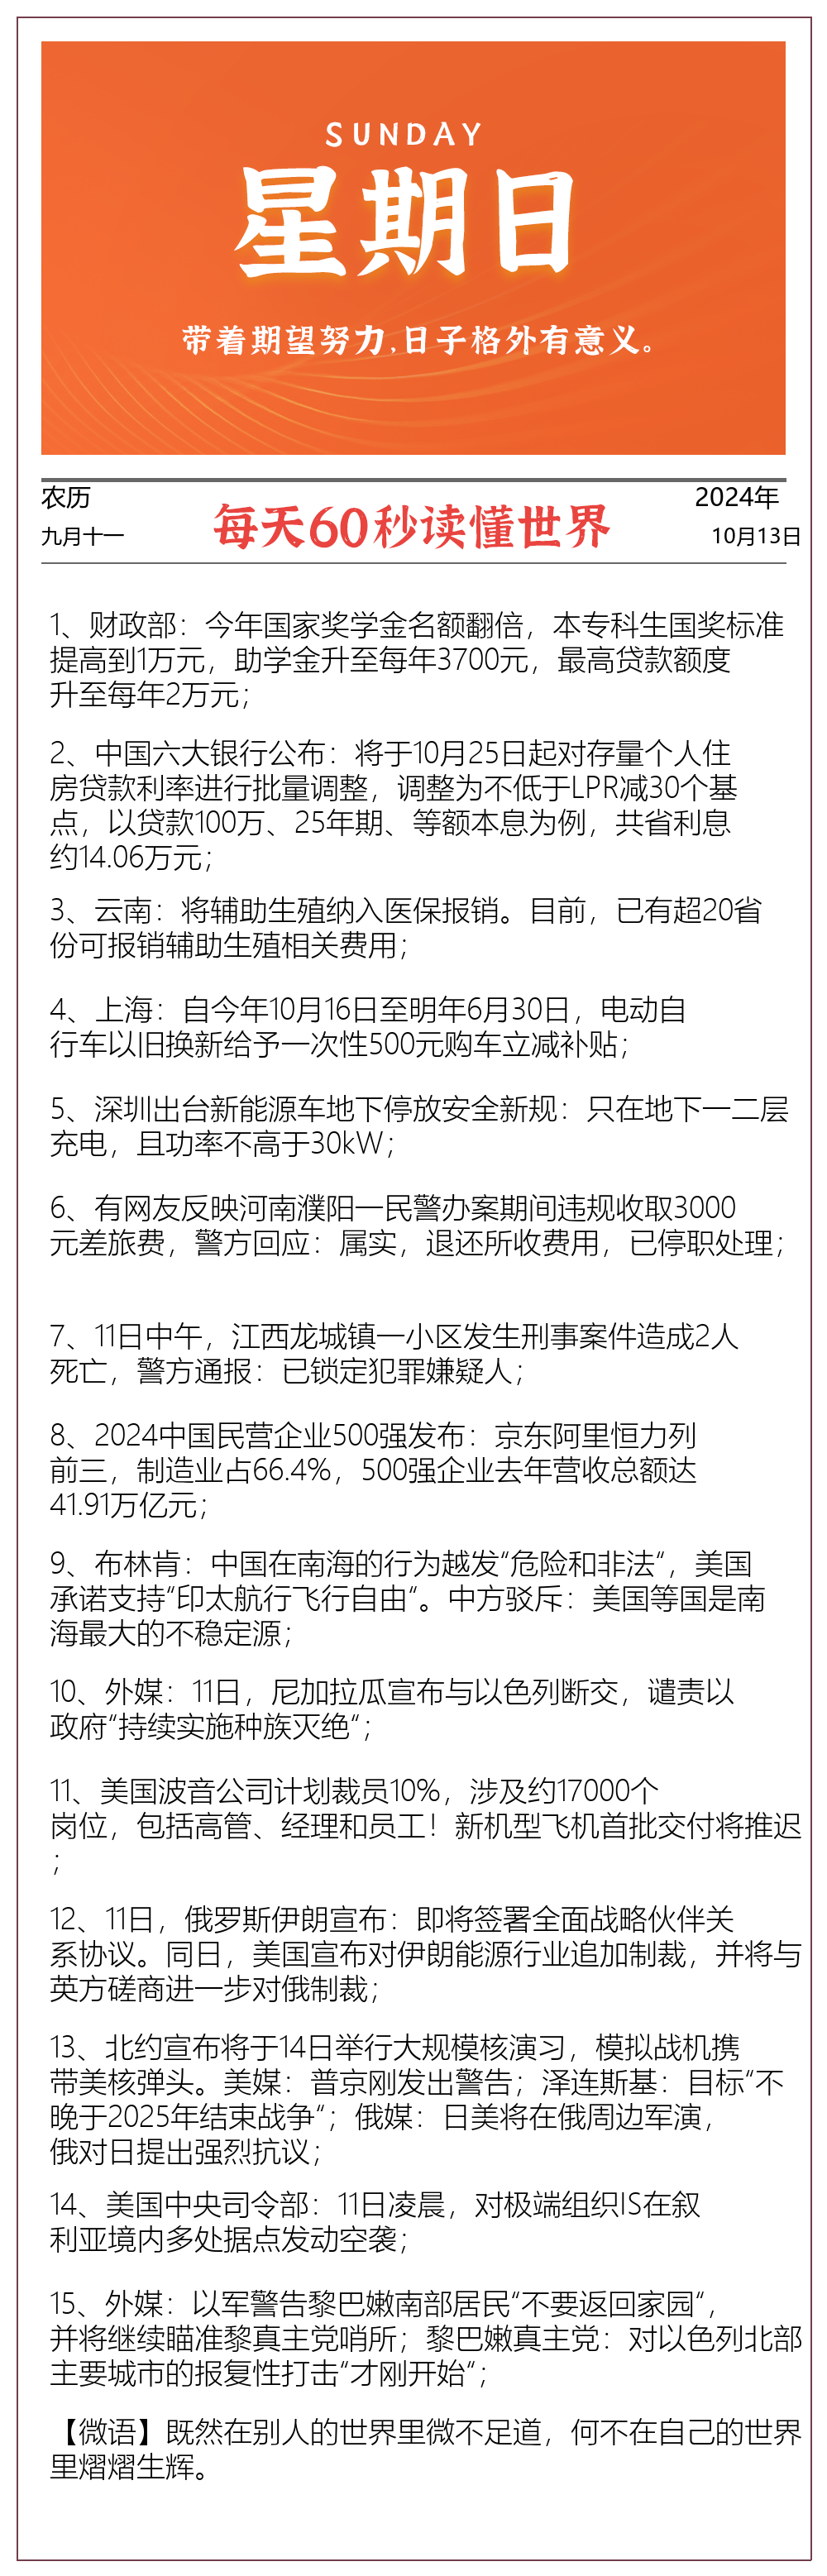 SUNDAY
星期日
带着期望努力,日子格外有意义。
农历
2024年
每天60秒读懂世界
九月十一
10月13日
1、财政部：今年国家奖学金名额翻倍，本专科生国奖标准
提高到1万元，助学金升至每年3700元，最高贷款额度
升至每年2万元；
2、中国六大银行公布：将于10月25日起对存量个人住
房贷款利率进行批量调整，调整为不低于LPR减30个基
点，以贷款100万、25年期、等额本息为例，共省利息
约14.06万元；
3、云南：将辅助生殖纳入医保报销。目前，已有超20省
份可报销辅助生殖相关费用；
4、上海：自今年10月16日至明年6月30日，电动自
行车以旧换新给予一次性500元购车立减补贴；
5、深圳出台新能源车地下停放安全新规：只在地下一二层
充电，且功率不高于30kW；
6、有网友反映河南濮阳一民警办案期间违规收取3000
元差旅费，警方回应：属实，退还所收费用，已停职处理；
7、11日中午，江西龙城镇一小区发生刑事案件造成2人
死亡，警方通报：已锁定犯罪嫌疑人；
8、2024中国民营企业500强发布：京东阿里恒力列
前三，制造业占66.4%，500强企业去年营收总额达
41.91万亿元；
9、布林肯：中国在南海的行为越发"危险和非法"，美国
承诺支持"印太航行飞行自由"。中方驳斥：美国等国是南
海最大的不稳定源；
10、外媒：11日，尼加拉瓜宣布与以色列断交，谴责以
政府"持续实施种族灭绝"；
11、美国波音公司计划裁员10%，涉及约17000个
岗位，包括高管、经理和员工！新机型飞机首批交付将推迟
；
12、11日，俄罗斯伊朗宣布：即将签署全面战略伙伴关
系协议。同日，美国宣布对伊朗能源行业追加制裁，并将与
英方磋商进一步对俄制裁；
13、北约宣布将于14日举行大规模核演习，模拟战机携
带美核弹头。美媒：普京刚发出警告；泽连斯基：目标"不
晚于2025年结束战争"；俄媒：日美将在俄周边军演，
俄对日提出强烈抗议；
14、美国中央司令部：11日凌晨，对极端组织IS在叙
利亚境内多处据点发动空袭；
15、外媒：以军警告黎巴嫩南部居民"不要返回家园"，
并将继续瞄准黎真主党哨所；黎巴嫩真主党：对以色列北部
主要城市的报复性打击"才刚开始"；
【微语】既然在别人的世界里微不足道，何不在自己的世界
里熠熠生辉。